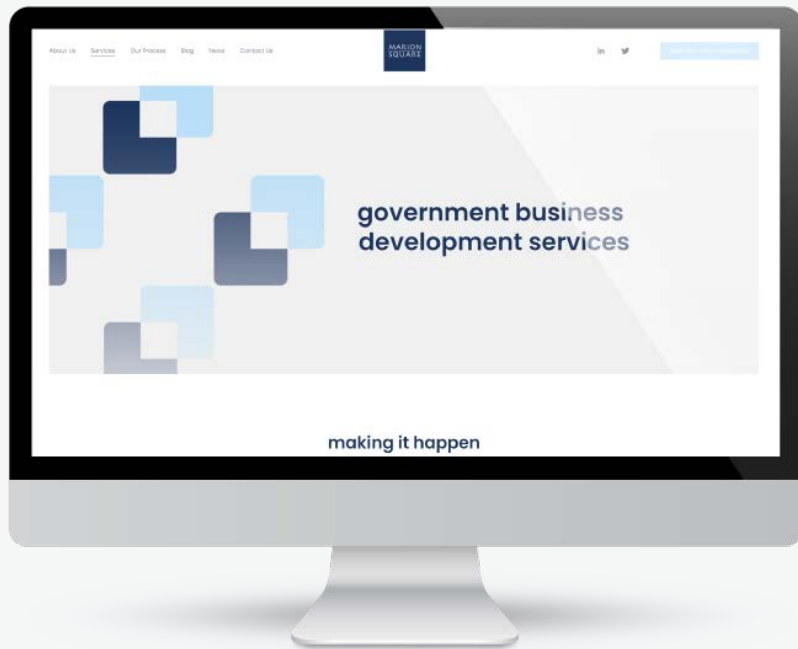 About Us Services Our Process Blog News Contact Us
MARION
SQUARE
in
government business
development services
making it happen